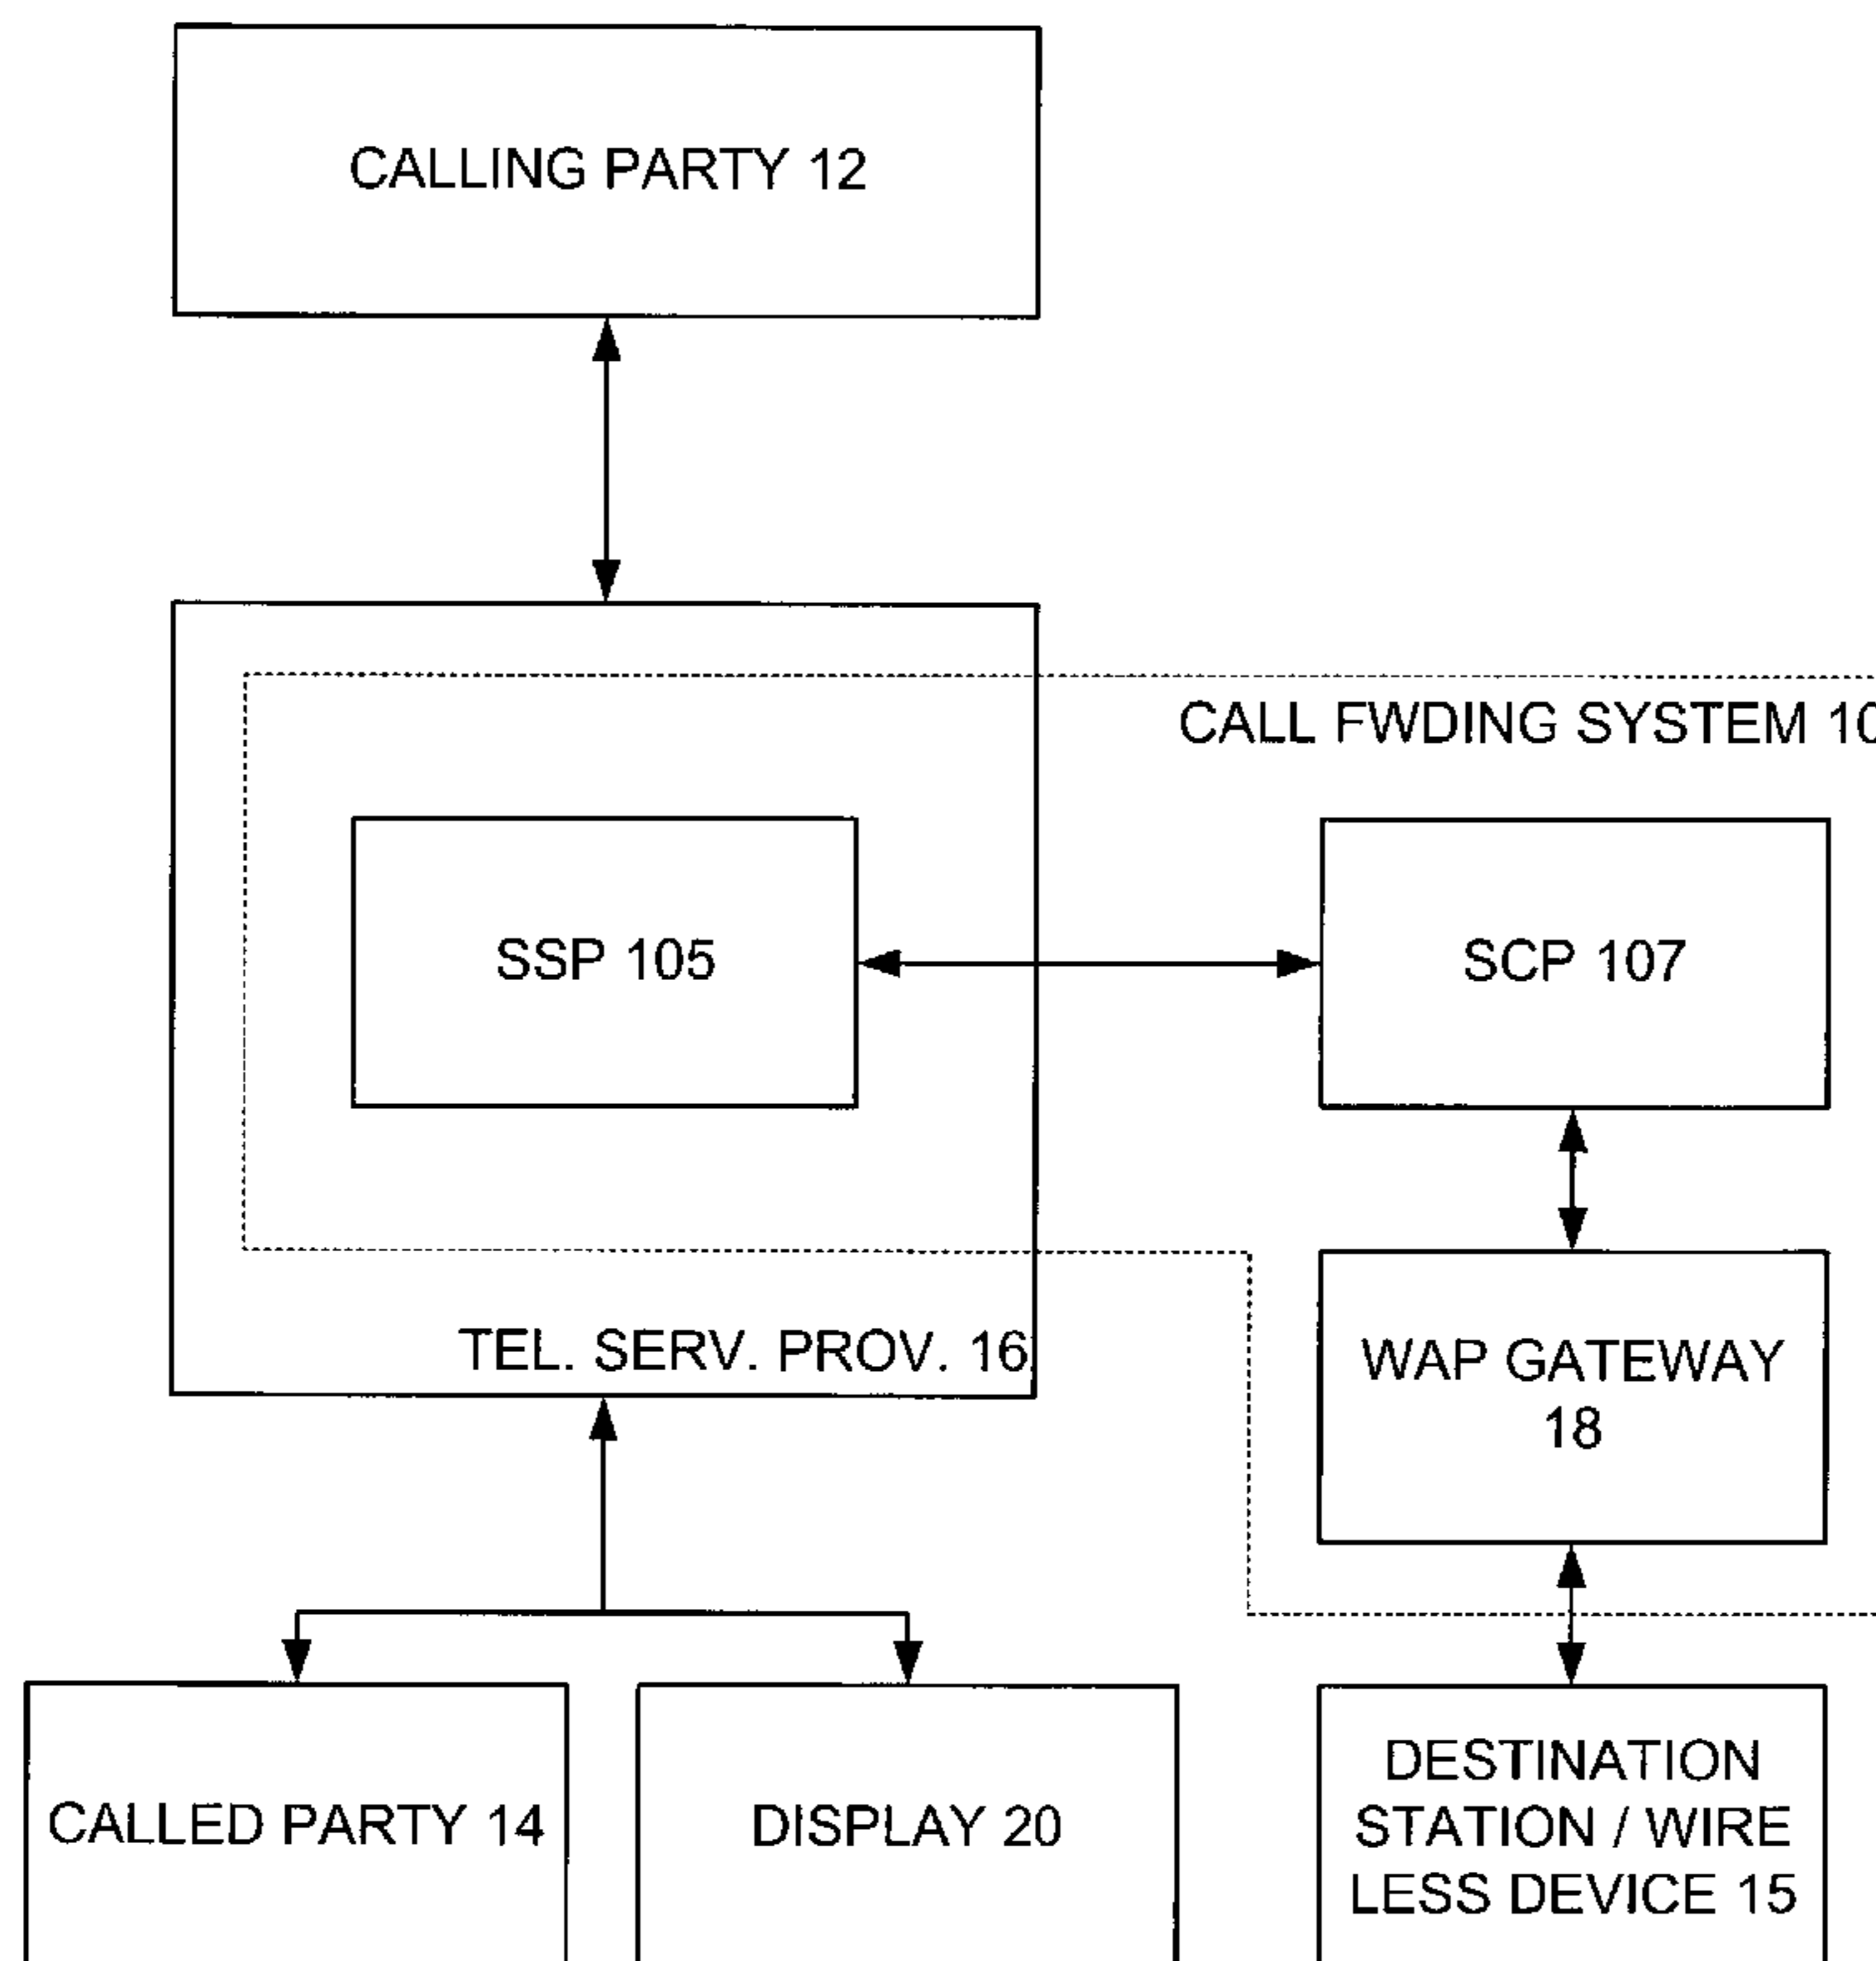 CALLING PARTY 12
CALL FWDING SYSTEM 10
SSP 105
SCP 107
TEL. SERV. PROV. 16
WAP GATEWAY
18
CALLED PARTY 14
DISPLAY 20
DESTINATION
STATION / WIRE
LESS DEVICE 15